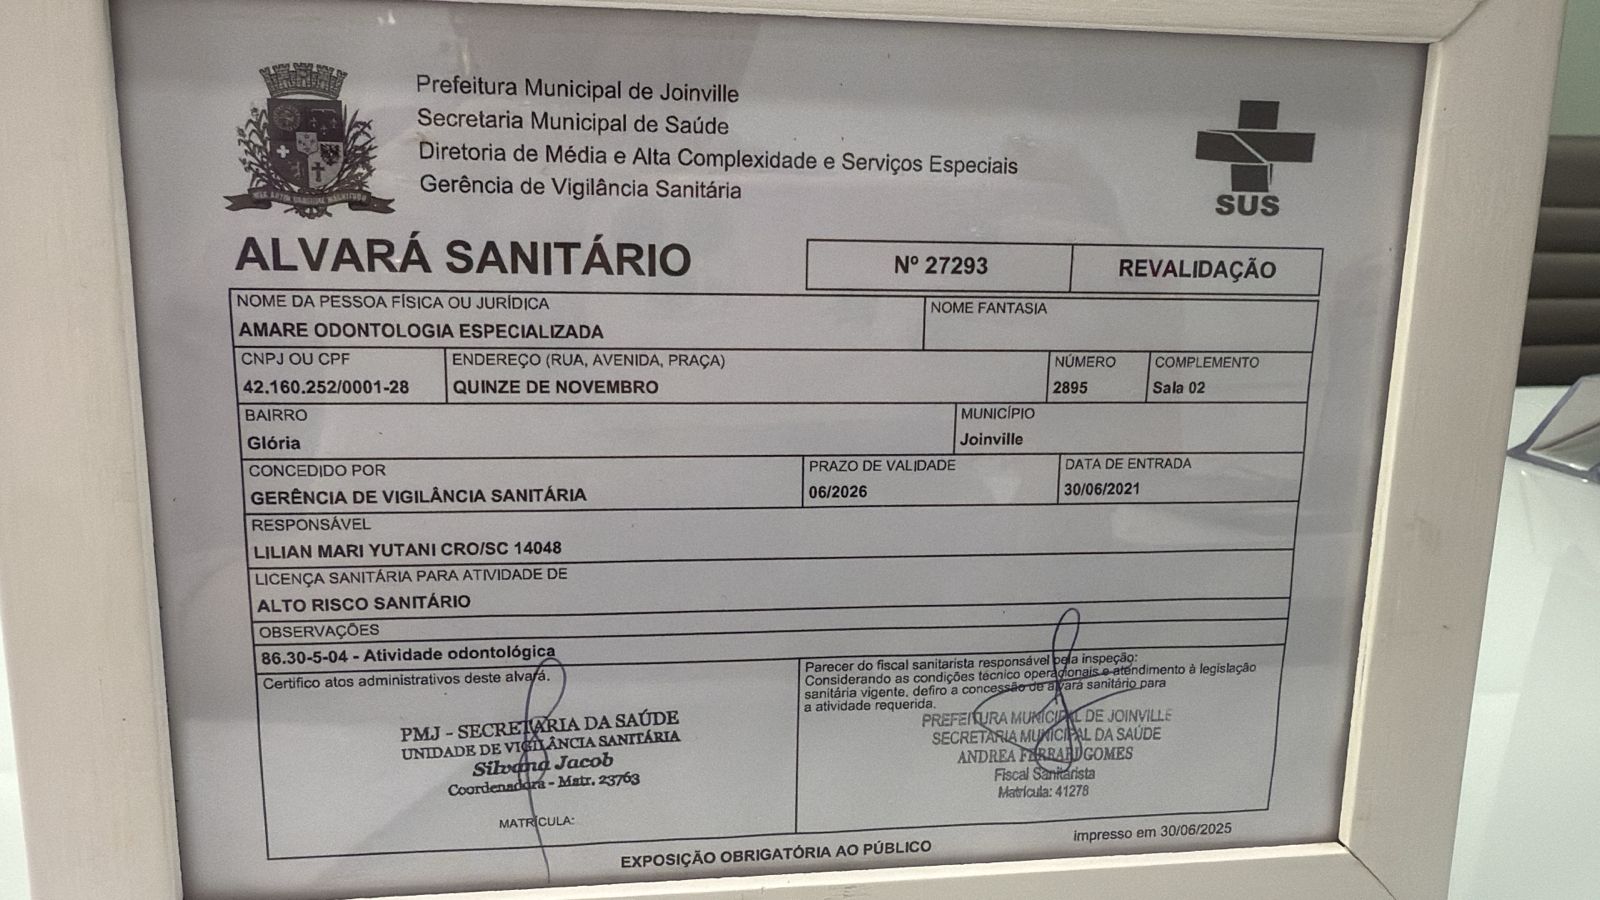 Prefeitura Municipal de Joinville
Secretaria Municipal de Saúde
Diretoria de Média e Alta Complexidade e Serviços Especiais
Gerência de Vigilância Sanitária
SUS
ALVARÁ SANITÁRIO
Nº 27293
REVALIDAÇÃO
NOME DA PESSOA FÍSICA OU JURÍDICA
NOME FANTASIA
AMARE ODONTOLOGIA ESPECIALIZADA
CNPJ OU CPF
ENDEREÇO (RUA, AVENIDA, PRAÇA)
NÚMERO
COMPLEMENTO
42.160.252/0001-28
QUINZE DE NOVEMBRO
2895
Sala 02
BAIRRO
MUNICÍPIO
Glória
Joinville
CONCEDIDO POR
PRAZO DE VALIDADE
DATA DE ENTRADA
GERÊNCIA DE VIGILÂNCIA SANITÁRIA
06/2026
30/06/2021
RESPONSÁVEL
LILIAN MARI YUTANI CRO/SC 14048
LICENÇA SANITÁRIA PARA ATIVIDADE DE
ALTO RISCO SANITÁRIO
OBSERVAÇÕES
86.30-5-04 - Atividade odontológica
Certifico atos administrativos deste alvará.
PMJ - SECRETARIA DA SAÚDE
UNIDADE DE VIGILÂNCIA SANITÁRIA
Silvana Jacob
Coordenadora - Matr. 23763
MATRÍCULA:
Parecer do fiscal sanitarista responsável pela inspeção:
Considerando as condições técnico operacionais e atendimento à legislação
sanitária vigente, defiro a concessão de alvará sanitário para
a atividade requerida.
PREFEITURA MUNICIPAL DE JOINVILLE
SECRETARIA MUNICIPAL DA SAÚDE
ANDREA FERRARI GOMES
Fiscal Sanitarista
Matrícula: 41278
impresso em 30/06/2025
EXPOSIÇÃO OBRIGATÓRIA AO PÚBLICO